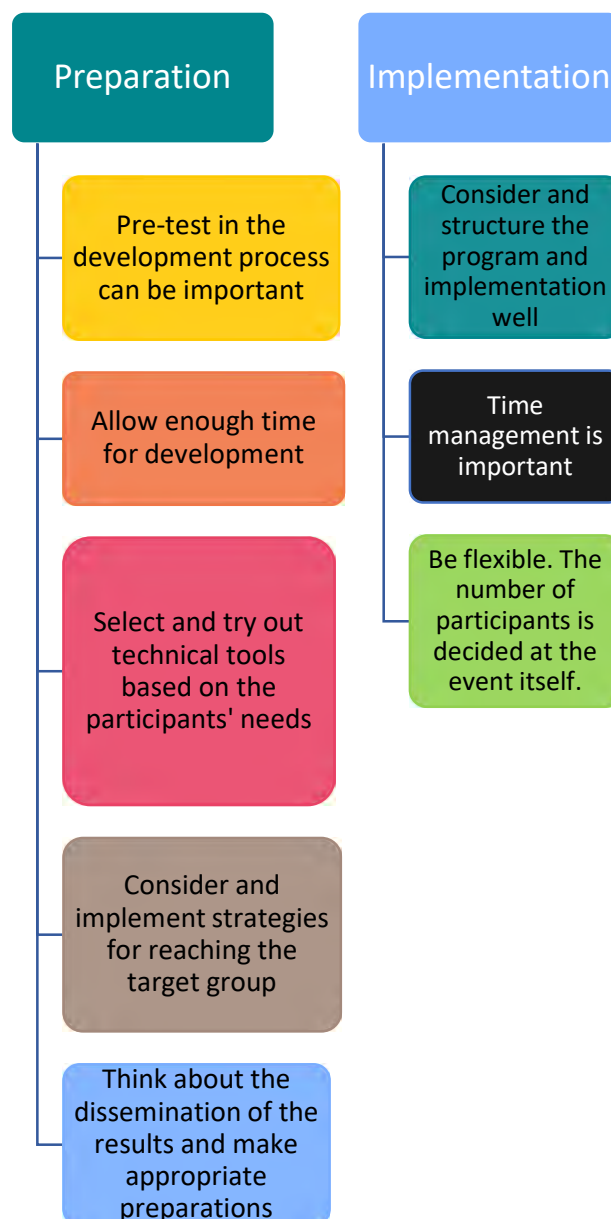 Preparation
Pre-test in the
development process
can be important
Allow enough time
for development
Select and try out
technical tools
based on the
participants' needs
Consider and
implement strategies
for reaching the
target group
Think about the
dissemination of the
results and make
appropriate
preparations
Implementation
Consider and
structure the
program and
implementation
well
Time
management is
important
Be flexible. The
number of
participants is
decided at the
event itself.